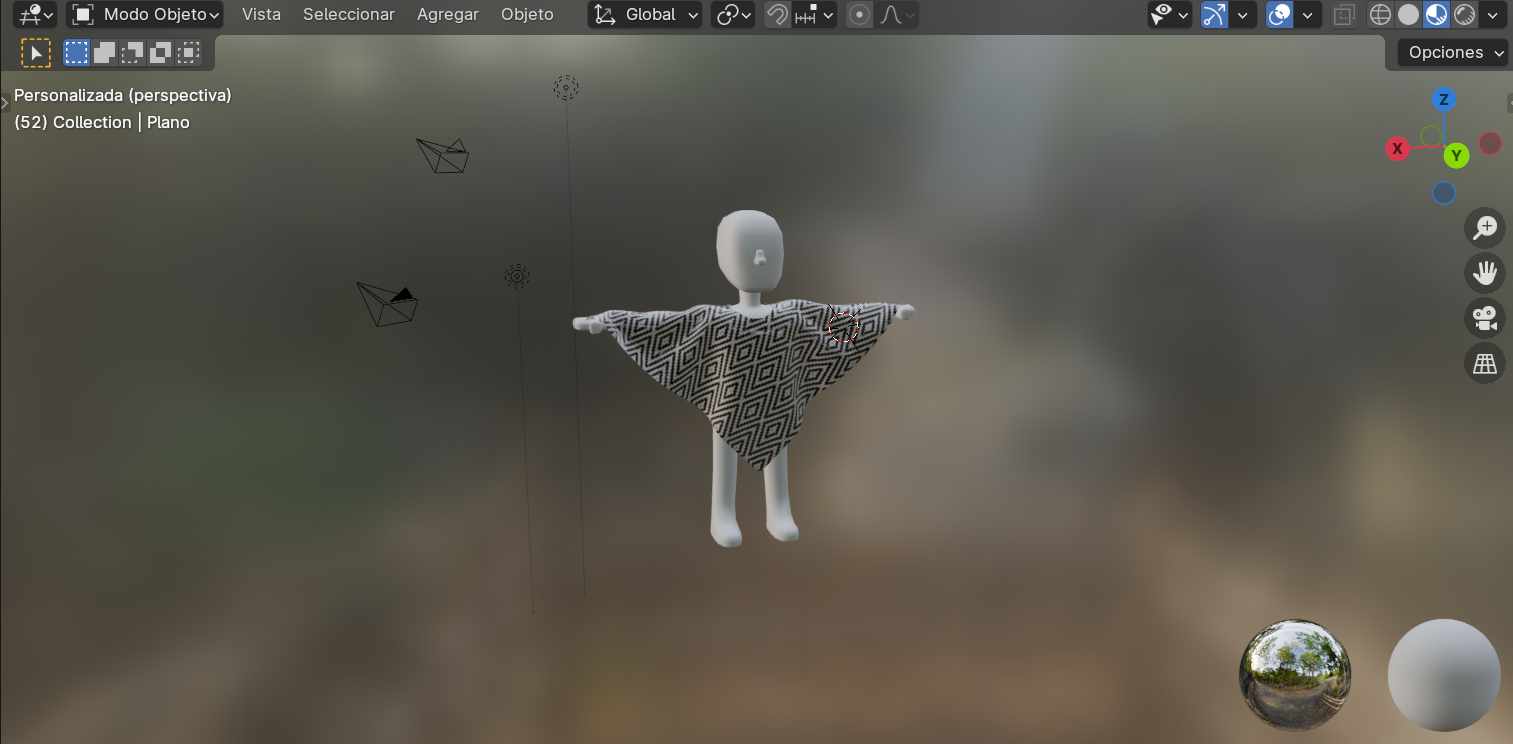 Modo Objeto Vista Seleccionar Agregar Objeto Global
Opciones
Personalizada (perspectiva)
(52) Collection | Plano
Z
X
Y